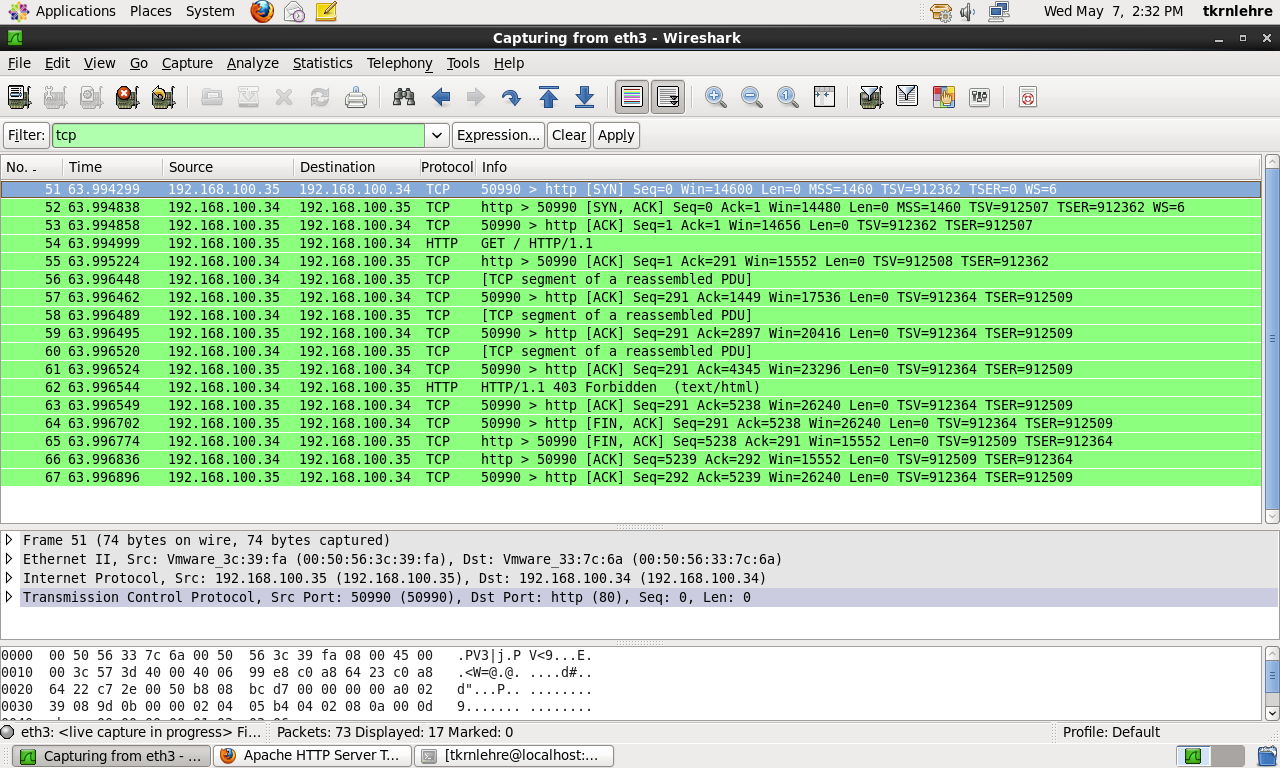 Applications Places System Wed May 7, 2:32 PM tkrnlehre
Capturing from eth3 - Wireshark
File Edit View Go Capture Analyze Statistics Telephony Tools Help
Filter: tcp Expression... Clear Apply
No. . Time Source Destination Protocol Info
51 63.994299 192.168.100.35 192.168.100.34 TCP 50990 > http [SYN] Seq=0 Win=14600 Len=0 MSS=1460 TSV=912362 TSER=0 WS=6
52 63.994838 192.168.100.34 192.168.100.35 TCP http > 50990 [SYN, ACK] Seq=0 Ack=1 Win=14480 Len=0 MSS=1460 TSV=912507 TSER=912362 WS=6
53 63.994858 192.168.100.35 192.168.100.34 TCP 50990 > http [ACK] Seq=1 Ack=1 Win=14656 Len=0 TSV=912362 TSER=912507
54 63.994999 192.168.100.35 192.168.100.34 HTTP GET / HTTP/1.1
55 63.995224 192.168.100.34 192.168.100.35 TCP http > 50990 [ACK] Seq=1 Ack=291 Win=15552 Len=0 TSV=912508 TSER=912362
56 63.996448 192.168.100.34 192.168.100.35 TCP [TCP segment of a reassembled PDU]
57 63.996462 192.168.100.35 192.168.100.34 TCP 50990 > http [ACK] Seq=291 Ack=1449 Win=17536 Len=0 TSV=912364 TSER=912509
58 63.996489 192.168.100.34 192.168.100.35 TCP [TCP segment of a reassembled PDU]
59 63.996495 192.168.100.35 192.168.100.34 TCP 50990 > http [ACK] Seq=291 Ack=2897 Win=20416 Len=0 TSV=912364 TSER=912509
60 63.996520 192.168.100.34 192.168.100.35 TCP [TCP segment of a reassembled PDU]
61 63.996524 192.168.100.35 192.168.100.34 TCP 50990 > http [ACK] Seq=291 Ack=4345 Win=23296 Len=0 TSV=912364 TSER=912509
62 63.996544 192.168.100.34 192.168.100.35 HTTP HTTP/1.1 403 Forbidden (text/html)
63 63.996549 192.168.100.35 192.168.100.34 TCP 50990 > http [ACK] Seq=291 Ack=5238 Win=26240 Len=0 TSV=912364 TSER=912509
64 63.996702 192.168.100.35 192.168.100.34 TCP 50990 > http [FIN, ACK] Seq=291 Ack=5238 Win=26240 Len=0 TSV=912364 TSER=912509
65 63.996774 192.168.100.34 192.168.100.35 TCP http > 50990 [FIN, ACK] Seq=5238 Ack=291 Win=15552 Len=0 TSV=912509 TSER=912364
66 63.996836 192.168.100.34 192.168.100.35 TCP http > 50990 [ACK] Seq=5239 Ack=292 Win=15552 Len=0 TSV=912509 TSER=912364
67 63.996896 192.168.100.35 192.168.100.34 TCP 50990 > http [ACK] Seq=292 Ack=5239 Win=26240 Len=0 TSV=912364 TSER=912509
Frame 51 (74 bytes on wire, 74 bytes captured)
Ethernet II, Src: Vmware_3c:39:fa (00:50:56:3c:39:fa), Dst: Vmware_33:7c:6a (00:50:56:33:7c:6a)
Internet Protocol, Src: 192.168.100.35 (192.168.100.35), Dst: 192.168.100.34 (192.168.100.34)
Transmission Control Protocol, Src Port: 50990 (50990), Dst Port: http (80), Seq: 0, Len: 0
0000 00 50 56 33 7c 6a 00 50 56 3c 39 fa 08 00 45 00 .PV3|j.P V<9...E.
0010 00 3c 57 3d 40 00 40 06 99 e8 c0 a8 64 23 c0 a8 .<W=@.@. ....d#..
0020 64 22 c7 2e 00 50 b8 08 bc d7 00 00 00 00 a0 02 d"...P.. ........
0030 39 08 9d 0b 00 00 02 04 05 b4 04 02 08 0a 00 0d 9....... ........
eth3: <live capture in progress> Fi... Packets: 73 Displayed: 17 Marked: 0 Profile: Default
Capturing from eth3 - ... Apache HTTP Server T... [tkrnlehre@localhost:...